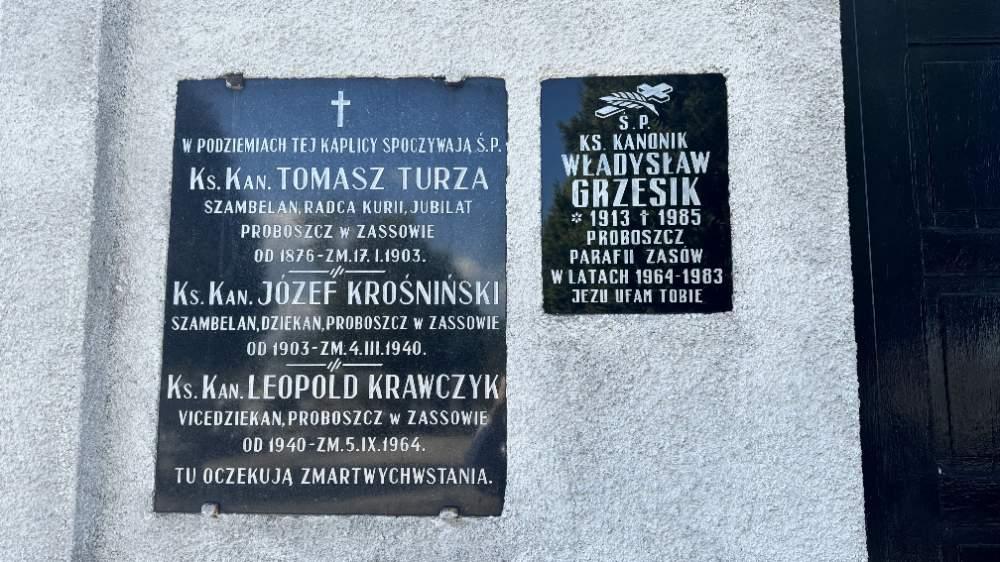 W PODZIEMIACH TEJ KAPLICY SPOCZYWAJĄ Ś.P.
KS. KAN. TOMASZ TURZA
SZAMBELAN, RADCA KURII, JUBILAT
PROBOSZCZ W ZASSOWIE
OD 1876-ZM. 17. I. 1903.
KS. KAN. JÓZEF KROŚNIŃSKI
SZAMBELAN, DZIEKAN, PROBOSZCZ W ZASSOWIE
OD 1903-ZM. 4. III. 1940.
KS. KAN. LEOPOLD KRAWCZYK
VICEDZIEKAN, PROBOSZCZ W ZASSOWIE
OD 1940-ZM. 5. IX. 1964.
TU OCZEKUJĄ ZMARTWYCHWSTANIA.
Ś.P.
KS. KANONIK
WŁADYSŁAW
GRZESIK
* 1913 † 1985
PROBOSZCZ
PARAFII ZASÓW
W LATACH 1964-1983
JEZU UFAM TOBIE